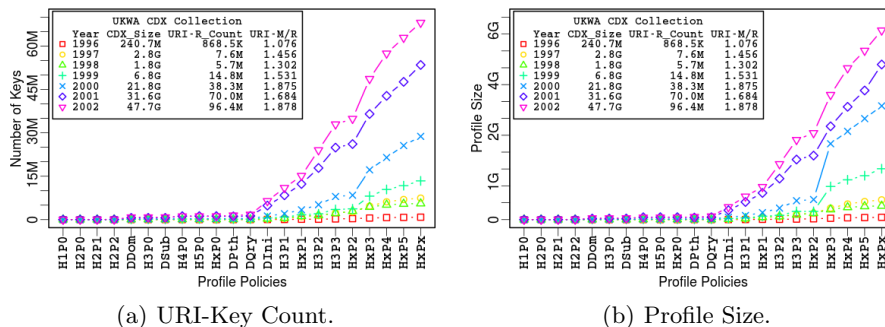 UKWA CDX Collection
Year CDX_Size URI-R_Count URI-M/R
1996 240.7M 868.5K 1.076
1997 2.8G 7.6M 1.456
1998 1.8G 5.7M 1.302
1999 6.8G 14.8M 1.531
2000 21.8G 38.3M 1.875
2001 31.6G 70.0M 1.684
2002 47.7G 96.4M 1.878
Number of Keys
60M
45M
30M
15M
0
H1P0 H2P0 H2P1 H2P2 DDom H3P0 DSub H4P0 H5P0 HxP0 DPth DQry DIni H3P1 HxP1 H3P2 H3P3 HxP2 HxP3 HxP4 HxP5 HxPx
Profile Policies
(a) URI-Key Count.
UKWA CDX Collection
Year CDX_Size URI-R_Count URI-M/R
1996 240.7M 868.5K 1.076
1997 2.8G 7.6M 1.456
1998 1.8G 5.7M 1.302
1999 6.8G 14.8M 1.531
2000 21.8G 38.3M 1.875
2001 31.6G 70.0M 1.684
2002 47.7G 96.4M 1.878
Profile Size
6G
4G
2G
1G
0
H1P0 H2P0 H2P1 H2P2 DDom H3P0 DSub H4P0 H5P0 HxP0 DPth DQry DIni H3P1 HxP1 H3P2 H3P3 HxP2 HxP3 HxP4 HxP5 HxPx
Profile Policies
(b) Profile Size.